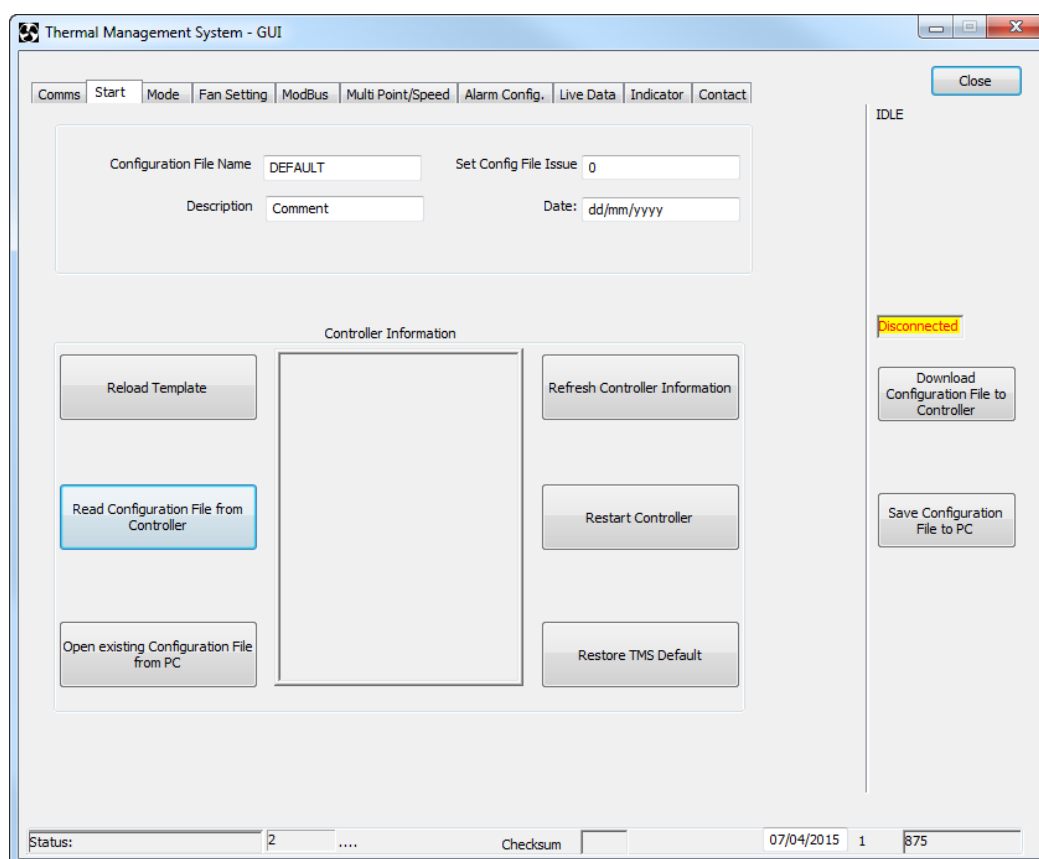 Thermal Management System - GUI
Close
Comms Start Mode Fan Setting ModBus Multi Point/Speed Alarm Config. Live Data Indicator Contact
IDLE
Configuration File Name DEFAULT Set Config File Issue 0
Description Comment Date: dd/mm/yyyy
Disconnected
Controller Information
Reload Template
Refresh Controller Information
Download
Configuration File to
Controller
Read Configuration File from
Controller
Restart Controller
Save Configuration
File to PC
Open existing Configuration File
from PC
Restore TMS Default
Status: 2 .... Checksum 07/04/2015 1 875